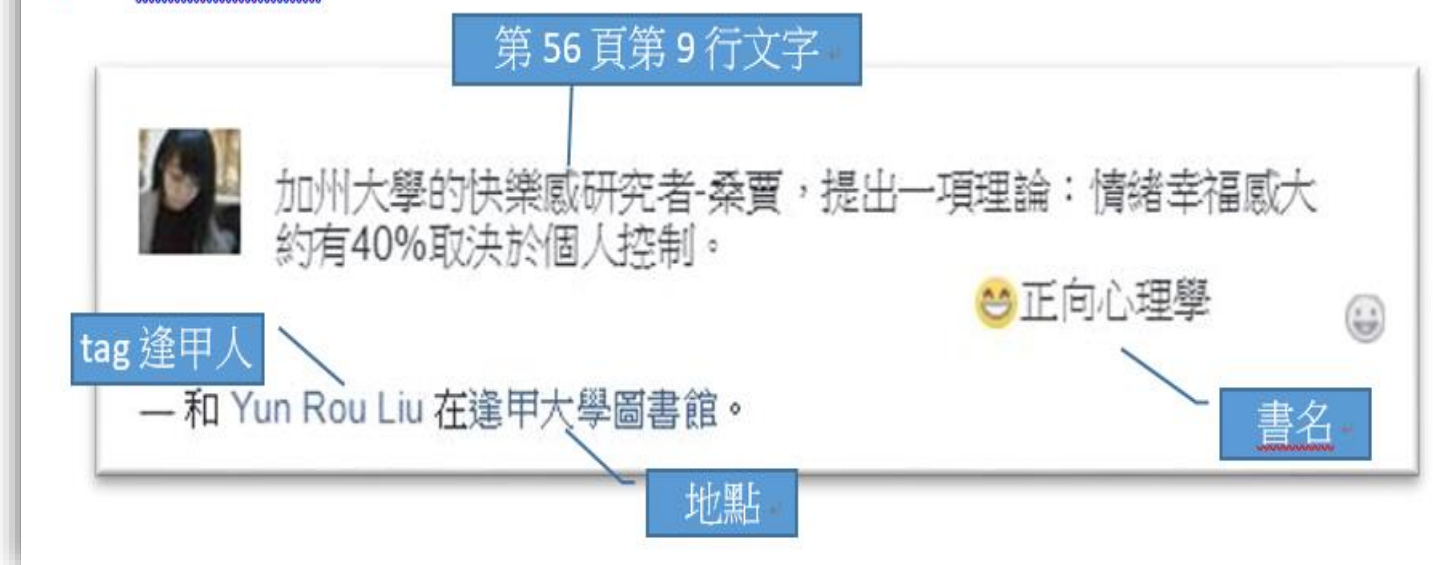 第 56 頁第 9 行文字
加州大學的快樂感研究者-桑賈，提出一項理論：情緒幸福感大
約有40%取決於個人控制。
😁正向心理學
tag 逢甲人
— 和 Yun Rou Liu 在逢甲大學圖書館。
書名
地點